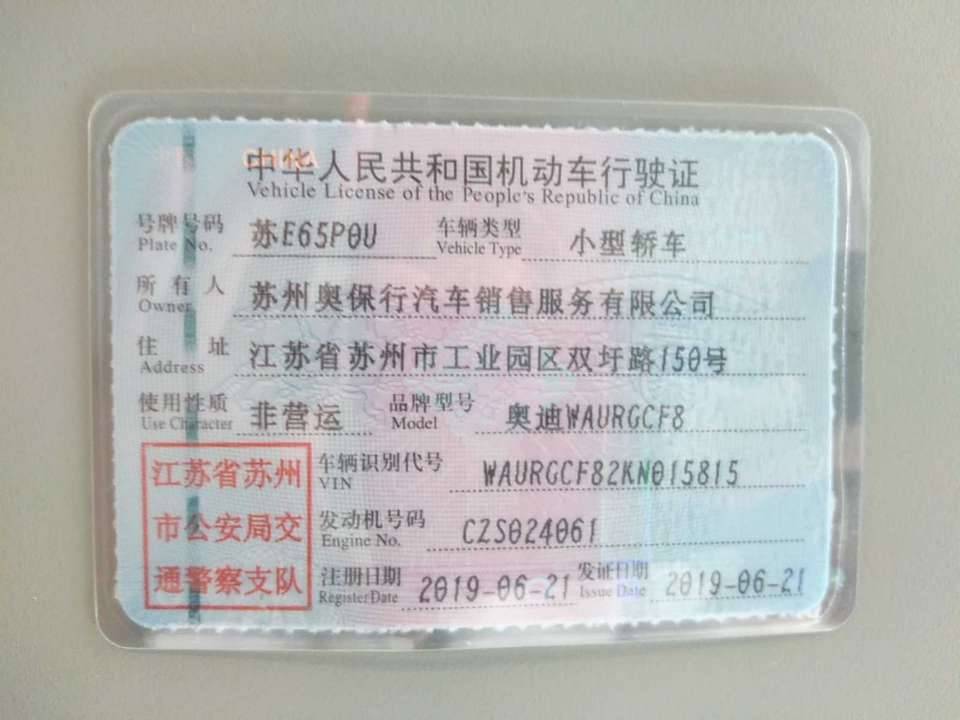 中华人民共和国机动车行驶证
Vehicle License of the People's Republic of China
号牌号码 苏E65P0U 车辆类型 小型轿车
Plate No. Vehicle Type
所有人 苏州奥保行汽车销售服务有限公司
Owner
住址 江苏省苏州市工业园区双圩路150号
Address
使用性质 非营运 品牌型号 奥迪WAURGCF8
Use Character Model
江苏省苏州 车辆识别代号 WAURGCF82KN015815
VIN
市公安局交 发动机号码 CZS024061
Engine No.
通警察支队 注册日期 2019-06-21 发证日期 2019-06-21
Register Date Issue Date